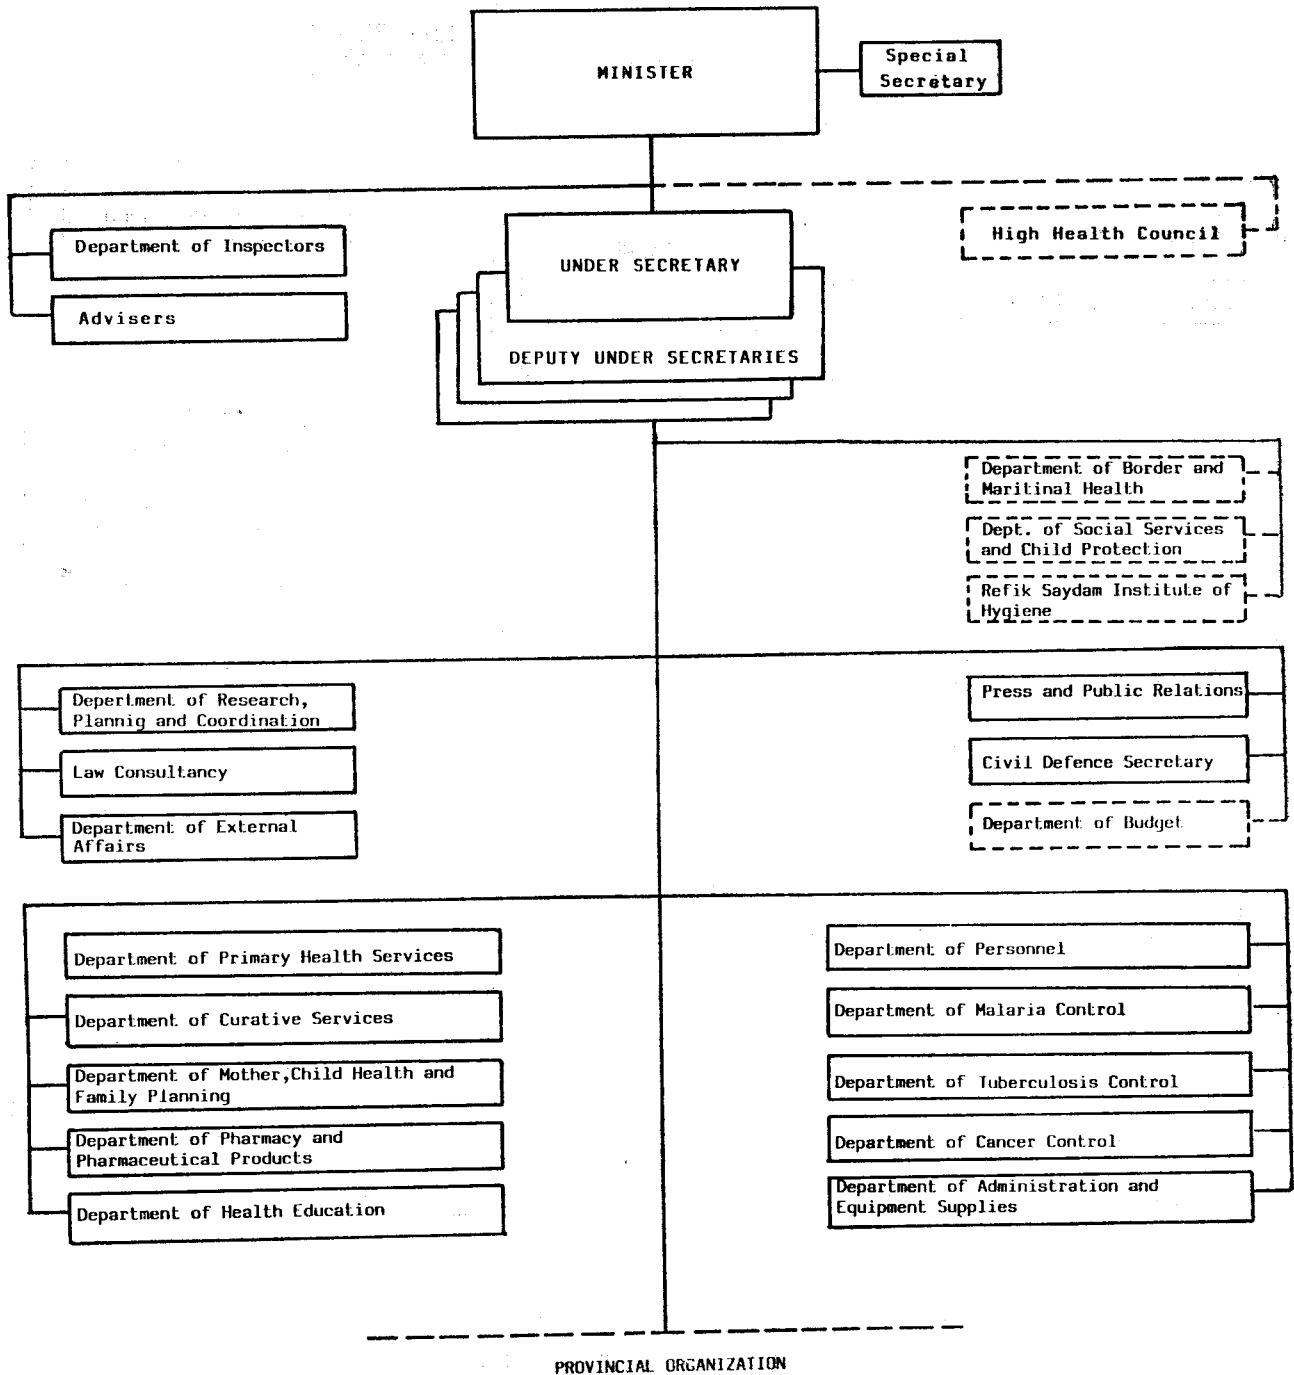 MINISTER
Special
Secretary
Department of Inspectors
Advisers
UNDER SECRETARY
High Health Council
DEPUTY UNDER SECRETARIES
Department of Border and
Maritinal Health
Dept. of Social Services
and Child Protection
Refik Saydam Institute of
Hygiene
Depertment of Research,
Plannig and Coordination
Law Consultancy
Department of External
Affairs
Press and Public Relations
Civil Defence Secretary
Department of Budget
Department of Primary Health Services
Department of Curative Services
Department of Mother,Child Health and
Family Planning
Department of Pharmacy and
Pharmaceutical Products
Department of Health Education
Department of Personnel
Department of Malaria Control
Department of Tuberculosis Control
Department of Cancer Control
Department of Administration and
Equipment Supplies
PROVINCIAL ORGANIZATION